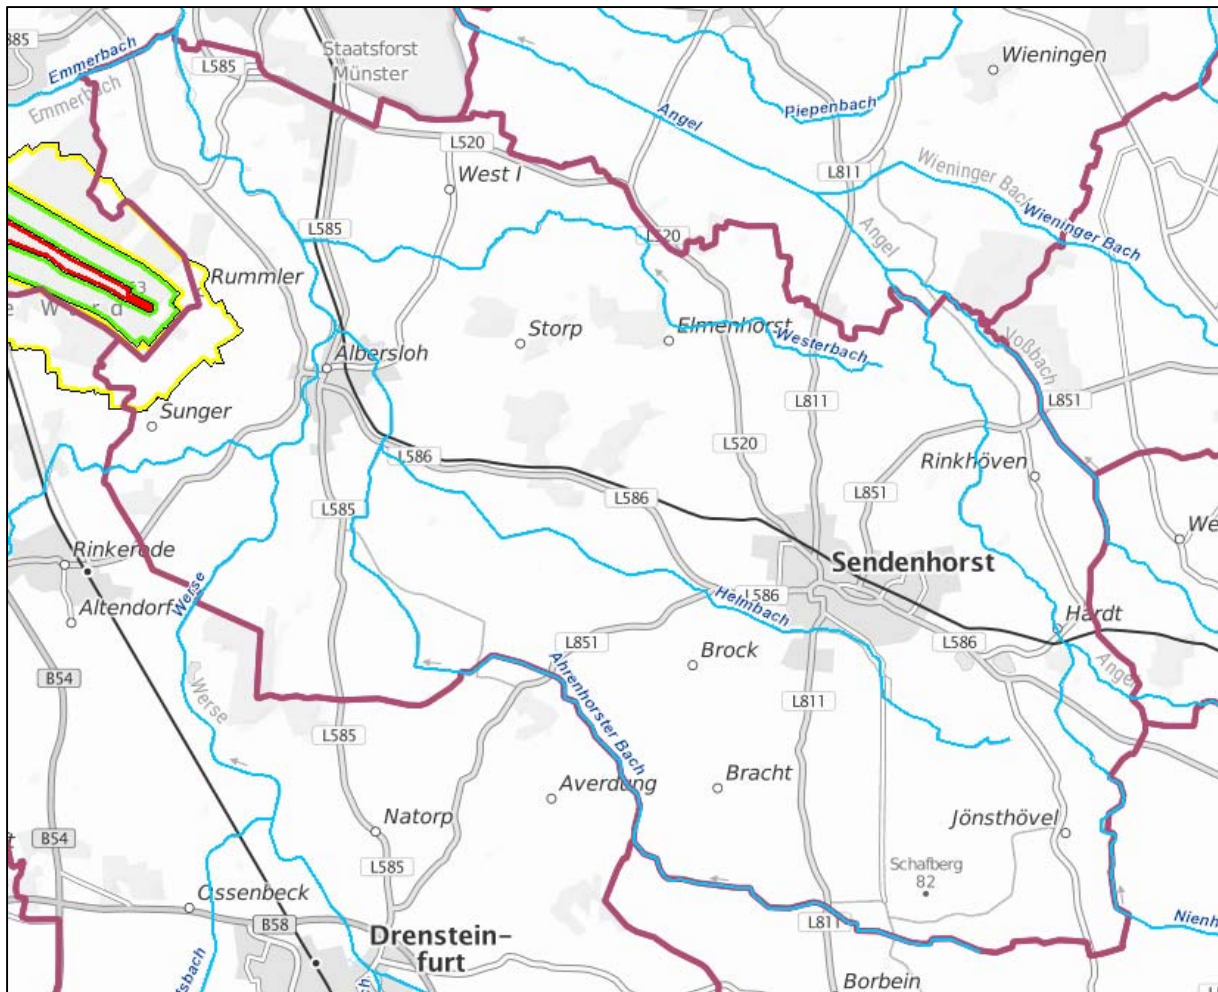 885
Emmerbach
Emmerbach
L585
Staatsforst
Münster
Angel
Piepenbach
Wieningen
L520
West I
L811
Wieninger Bach
Wieninger Bach
L585
L520
Angel
Rummler
Storp
Elmenhorst
Westerbach
Albersloh
Voßbach
L851
Sunger
L811
L520
L586
Rinkhöven
L586
L851
L585
Rinkerode
Werse
Altendorf
Sendenhorst
Helmbach
L586
Hardt
L586
L851
Brock
Angel
Ahrenhorster Bach
B54
Werse
L811
L585
Averdung
Bracht
Natorp
Jönsthövel
B54
L585
Schafberg
82
Ossenbeck
B58
L811
Drenstein-
furt
Borbein